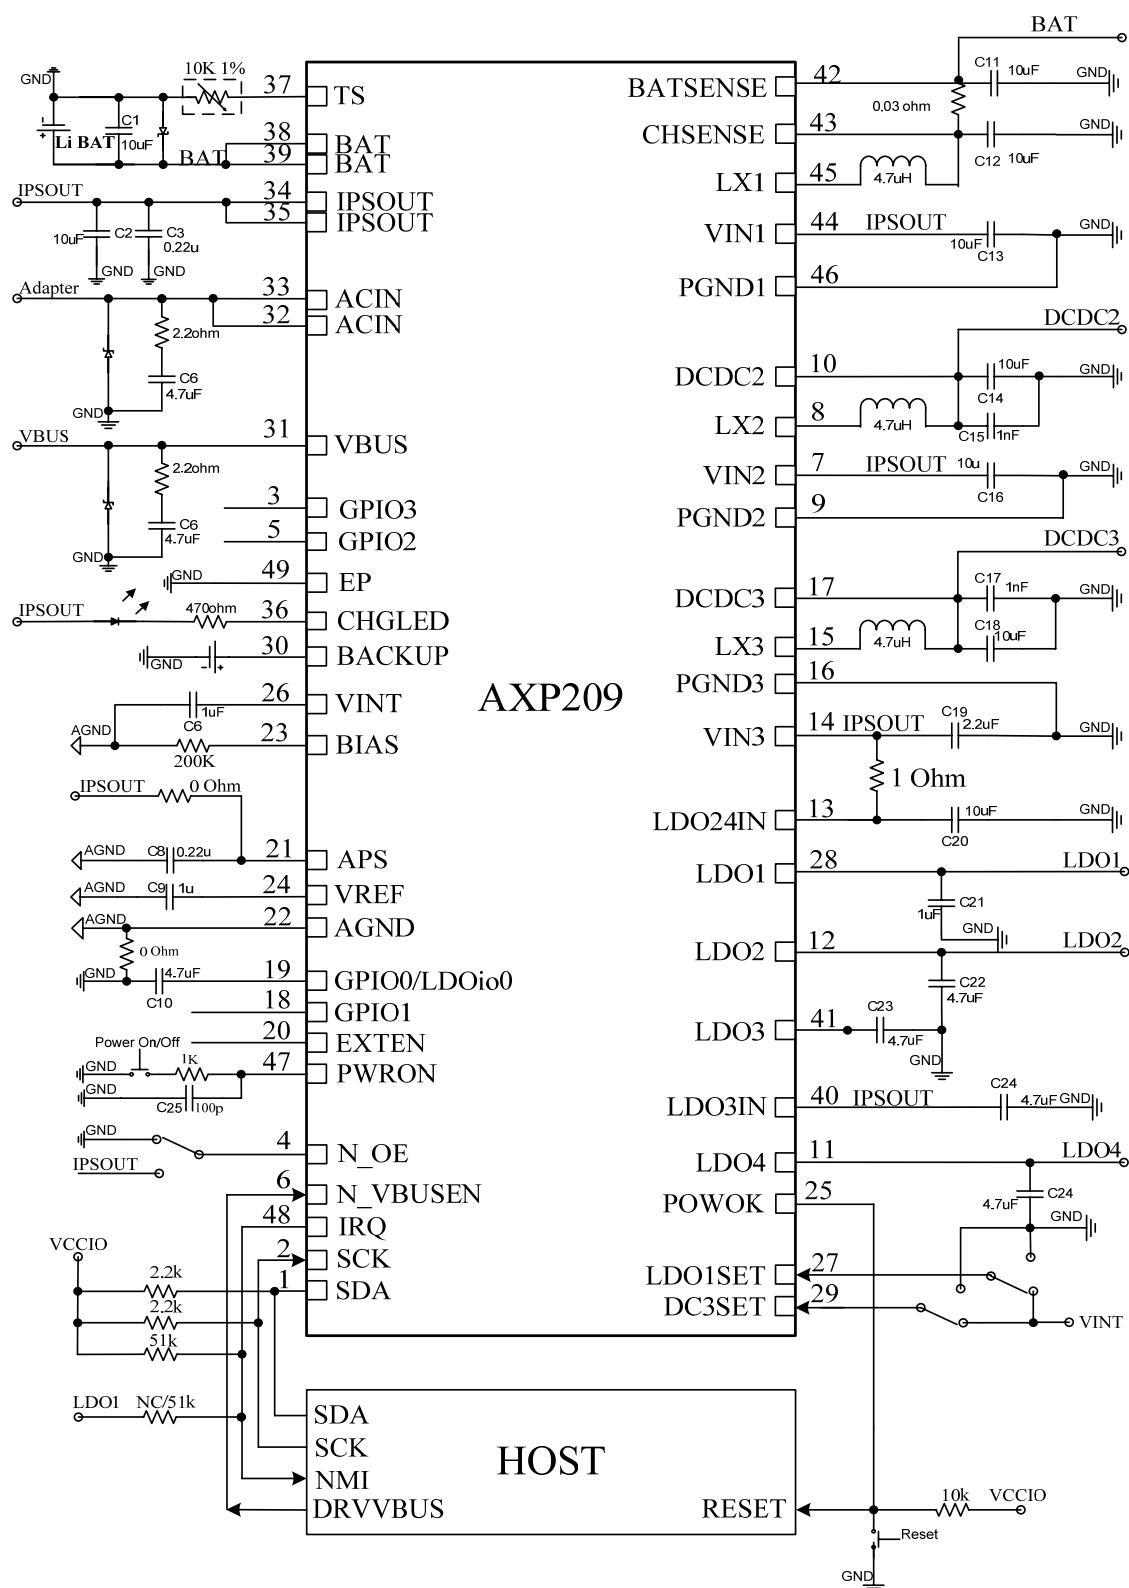 BAT
GND
10K 1%
37
TS
C1
10uF
Li BAT
-
+
38
BAT
BAT
39
BAT
IPSOUT
34
IPSOUT
35
IPSOUT
10uF
C2
C3
0.22u
GND
GND
Adapter
33
ACIN
32
ACIN
2.2ohm
C6
4.7uF
GND
VBUS
31
VBUS
2.2ohm
C6
4.7uF
GND
3
GPIO3
5
GPIO2
GND
49
EP
IPSOUT
470ohm
36
CHGLED
GND
-
+
30
BACKUP
26
VINT
1uF
C6
AGND
23
BIAS
200K
IPSOUT
0 Ohm
AGND
C8
0.22u
21
APS
AGND
C9
1u
24
VREF
AGND
22
AGND
0 Ohm
GND
4.7uF
C10
19
GPIO0/LDOio0
18
GPIO1
20
EXTEN
Power On/Off
GND
1K
47
PWRON
GND
C25
100p
GND
4
N_OE
IPSOUT
6
N_VBUSEN
48
IRQ
VCCIO
2
SCK
2.2k
1
SDA
2.2k
51k
LDO1
NC/51k
AXP209
BATSENSE
42
C11
10uF
GND
0.03 ohm
CHSENSE
43
C12
10uF
GND
LX1
45
4.7uH
VIN1
44
IPSOUT
10uF
C13
GND
PGND1
46
DCDC2
DCDC2
10
10uF
C14
GND
LX2
8
4.7uH
C15
1nF
VIN2
7
IPSOUT
10u
C16
GND
PGND2
9
DCDC3
DCDC3
17
C17
1nF
GND
LX3
15
4.7uH
C18
10uF
PGND3
16
VIN3
14
IPSOUT
C19
2.2uF
GND
1 Ohm
LDO24IN
13
10uF
C20
GND
LDO1
28
LDO1
1uF
C21
GND
LDO2
12
LDO2
C22
4.7uF
LDO3
41
C23
4.7uF
GND
LDO3IN
40
IPSOUT
C24
4.7uF
GND
LDO4
11
LDO4
4.7uF
C24
POWOK
25
GND
LDO1SET
27
DC3SET
29
VINT
SDA
SCK
NMI
DRVVBUS
HOST
RESET
10k
VCCIO
Reset
GND